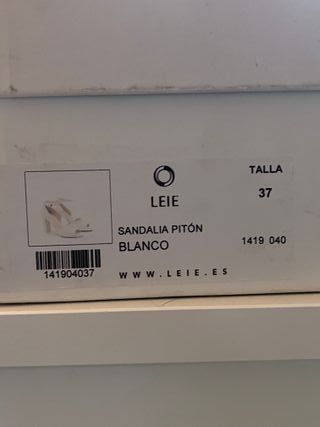 TALLA
LEIE
37
SANDALIA PITÓN
BLANCO
1419 040
141904037
WWW.LEIE.ES